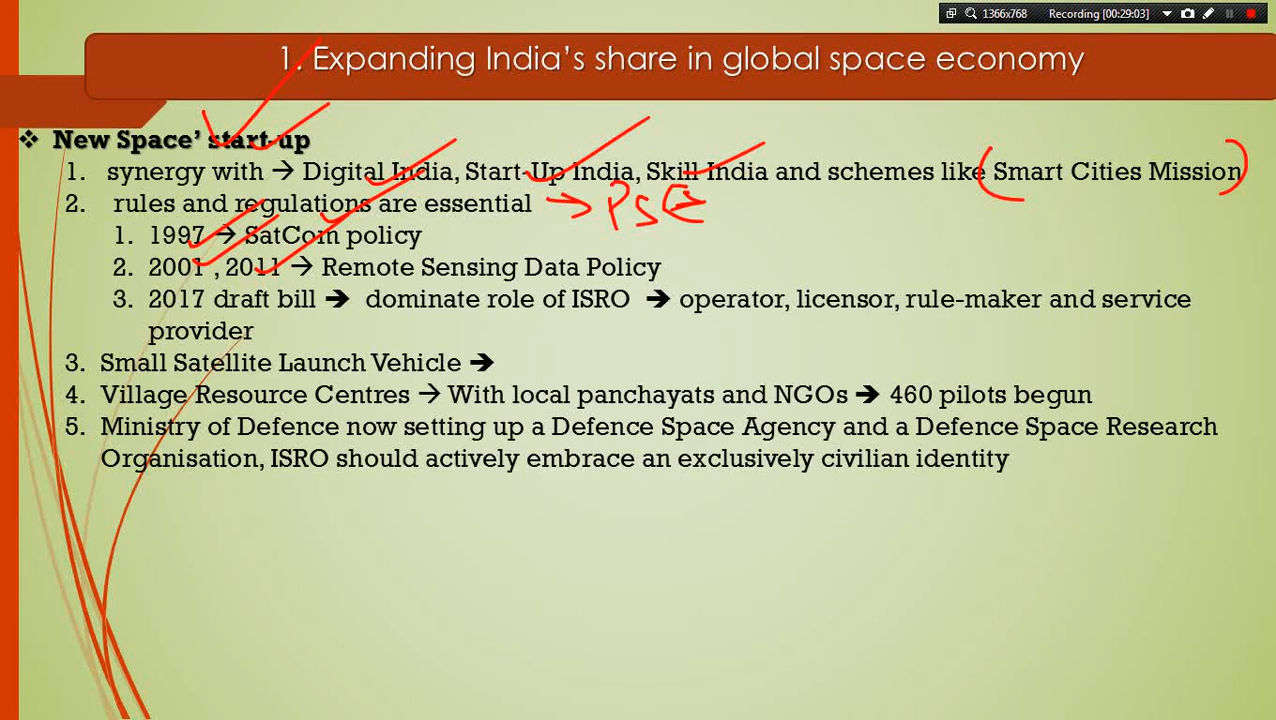 1366x768 Recording [00:29:03]
1. Expanding India's share in global space economy
❖ New Space' start-up
1. synergy with → Digital India, Start-Up India, Skill India and schemes like Smart Cities Mission
2. rules and regulations are essential → PSE
1. 1997 → SatCom policy
2. 2001 , 2011 → Remote Sensing Data Policy
3. 2017 draft bill → dominate role of ISRO → operator, licensor, rule-maker and service
provider
3. Small Satellite Launch Vehicle →
4. Village Resource Centres → With local panchayats and NGOs → 460 pilots begun
5. Ministry of Defence now setting up a Defence Space Agency and a Defence Space Research
Organisation, ISRO should actively embrace an exclusively civilian identity